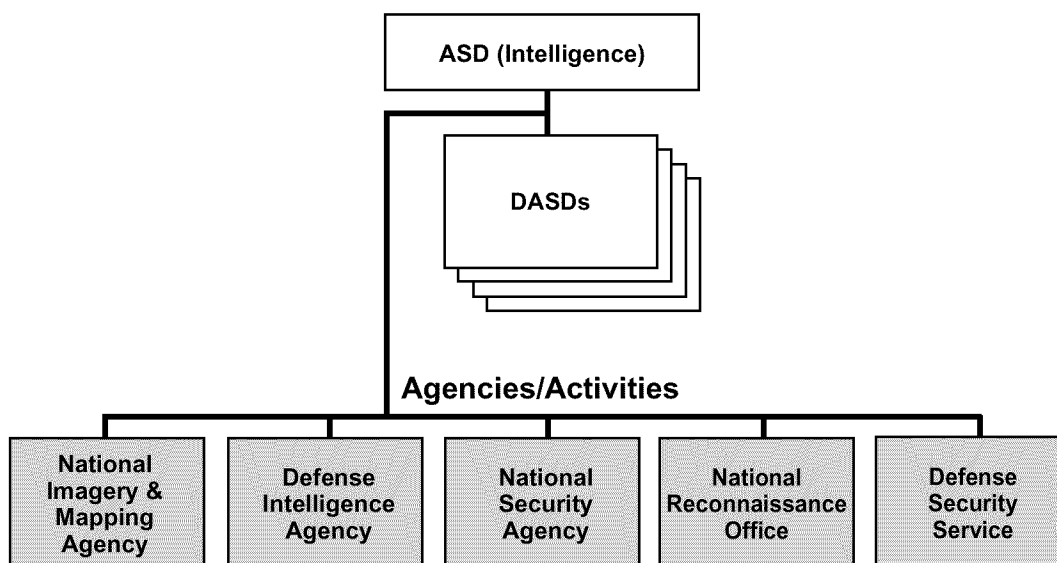 ASD (Intelligence)
DASDs
Agencies/Activities
National
Imagery &
Mapping
Agency
Defense
Intelligence
Agency
National
Security
Agency
National
Reconnaissance
Office
Defense
Security
Service